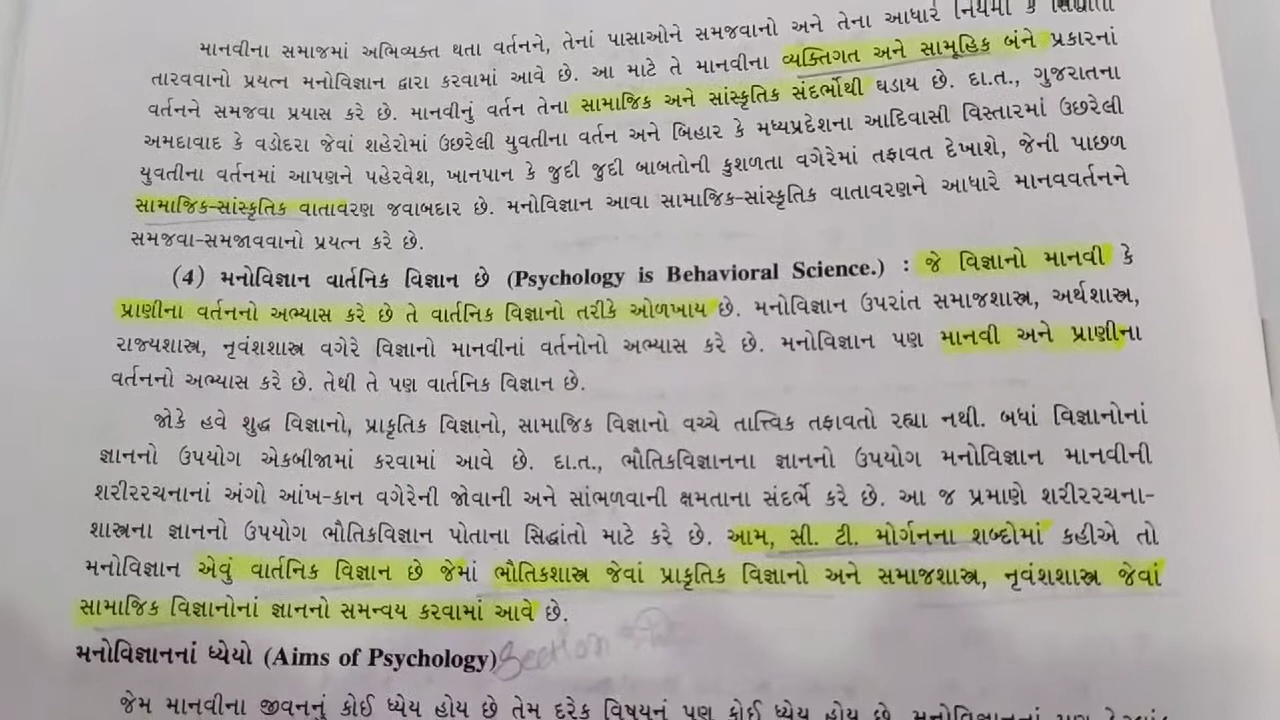 માનવીના સમાજમાં અભિવ્યક્ત થતા વર્તનને, તેનાં પાસાઓને સમજવાનો અને તેના આધારે નિયમો કે સિદ્ધાંતો
તારવવાનો પ્રયત્ન મનોવિજ્ઞાન દ્વારા કરવામાં આવે છે. આ માટે તે માનવીના વ્યક્તિગત અને સામૂહિક બંને પ્રકારનાં
વર્તનને સમજવા પ્રયાસ કરે છે. માનવીનું વર્તન તેના સામાજિક અને સાંસ્કૃતિક સંદર્ભોથી ઘડાય છે. દા.ત., ગુજરાતના
અમદાવાદ કે વડોદરા જેવાં શહેરોમાં ઉછરેલી યુવતીના વર્તન અને બિહાર કે મધ્યપ્રદેશના આદિવાસી વિસ્તારમાં ઉછરેલી
યુવતીના વર્તનમાં આપણને પહેરવેશ, ખાનપાન કે જુદી જુદી બાબતોની કુશળતા વગેરેમાં તફાવત દેખાશે, જેની પાછળ
સામાજિક-સાંસ્કૃતિક વાતાવરણ જવાબદાર છે. મનોવિજ્ઞાન આવા સામાજિક-સાંસ્કૃતિક વાતાવરણને આધારે માનવવર્તનને
સમજવા-સમજાવવાનો પ્રયત્ન કરે છે.
(4) મનોવિજ્ઞાન વાર્તનિક વિજ્ઞાન છે (Psychology is Behavioral Science.) : જે વિજ્ઞાનો માનવી કે
પ્રાણીના વર્તનનો અભ્યાસ કરે છે તે વાર્તનિક વિજ્ઞાનો તરીકે ઓળખાય છે. મનોવિજ્ઞાન ઉપરાંત સમાજશાસ્ત્ર, અર્થશાસ્ત્ર,
રાજ્યશાસ્ત્ર, નૃવંશશાસ્ત્ર વગેરે વિજ્ઞાનો માનવીનાં વર્તનોનો અભ્યાસ કરે છે. મનોવિજ્ઞાન પણ માનવી અને પ્રાણીના
વર્તનનો અભ્યાસ કરે છે. તેથી તે પણ વાર્તનિક વિજ્ઞાન છે.
જોકે હવે શુદ્ધ વિજ્ઞાનો, પ્રાકૃતિક વિજ્ઞાનો, સામાજિક વિજ્ઞાનો વચ્ચે તાત્ત્વિક તફાવતો રહ્યા નથી. બધાં વિજ્ઞાનોનાં
જ્ઞાનનો ઉપયોગ એકબીજામાં કરવામાં આવે છે. દા.ત., ભૌતિકવિજ્ઞાનના જ્ઞાનનો ઉપયોગ મનોવિજ્ઞાન માનવીની
શરીરરચનાનાં અંગો આંખ-કાન વગેરેની જોવાની અને સાંભળવાની ક્ષમતાના સંદર્ભે કરે છે. આ જ પ્રમાણે શરીરરચના-
શાસ્ત્રના જ્ઞાનનો ઉપયોગ ભૌતિકવિજ્ઞાન પોતાના સિદ્ધાંતો માટે કરે છે. આમ, સી. ટી. મોર્ગનના શબ્દોમાં કહીએ તો
મનોવિજ્ઞાન એવું વાર્તનિક વિજ્ઞાન છે જેમાં ભૌતિકશાસ્ત્ર જેવાં પ્રાકૃતિક વિજ્ઞાનો અને સમાજશાસ્ત્ર, નૃવંશશાસ્ત્ર જેવાં
સામાજિક વિજ્ઞાનોનાં જ્ઞાનનો સમન્વય કરવામાં આવે છે.
મનોવિજ્ઞાનનાં ધ્યેયો (Aims of Psychology) Section
જેમ માનવીના જીવનનું કોઈ ધ્યેય હોય છે તેમ દરેક વિષયનું પણ કોઈ ધ્યેય હોય છે.